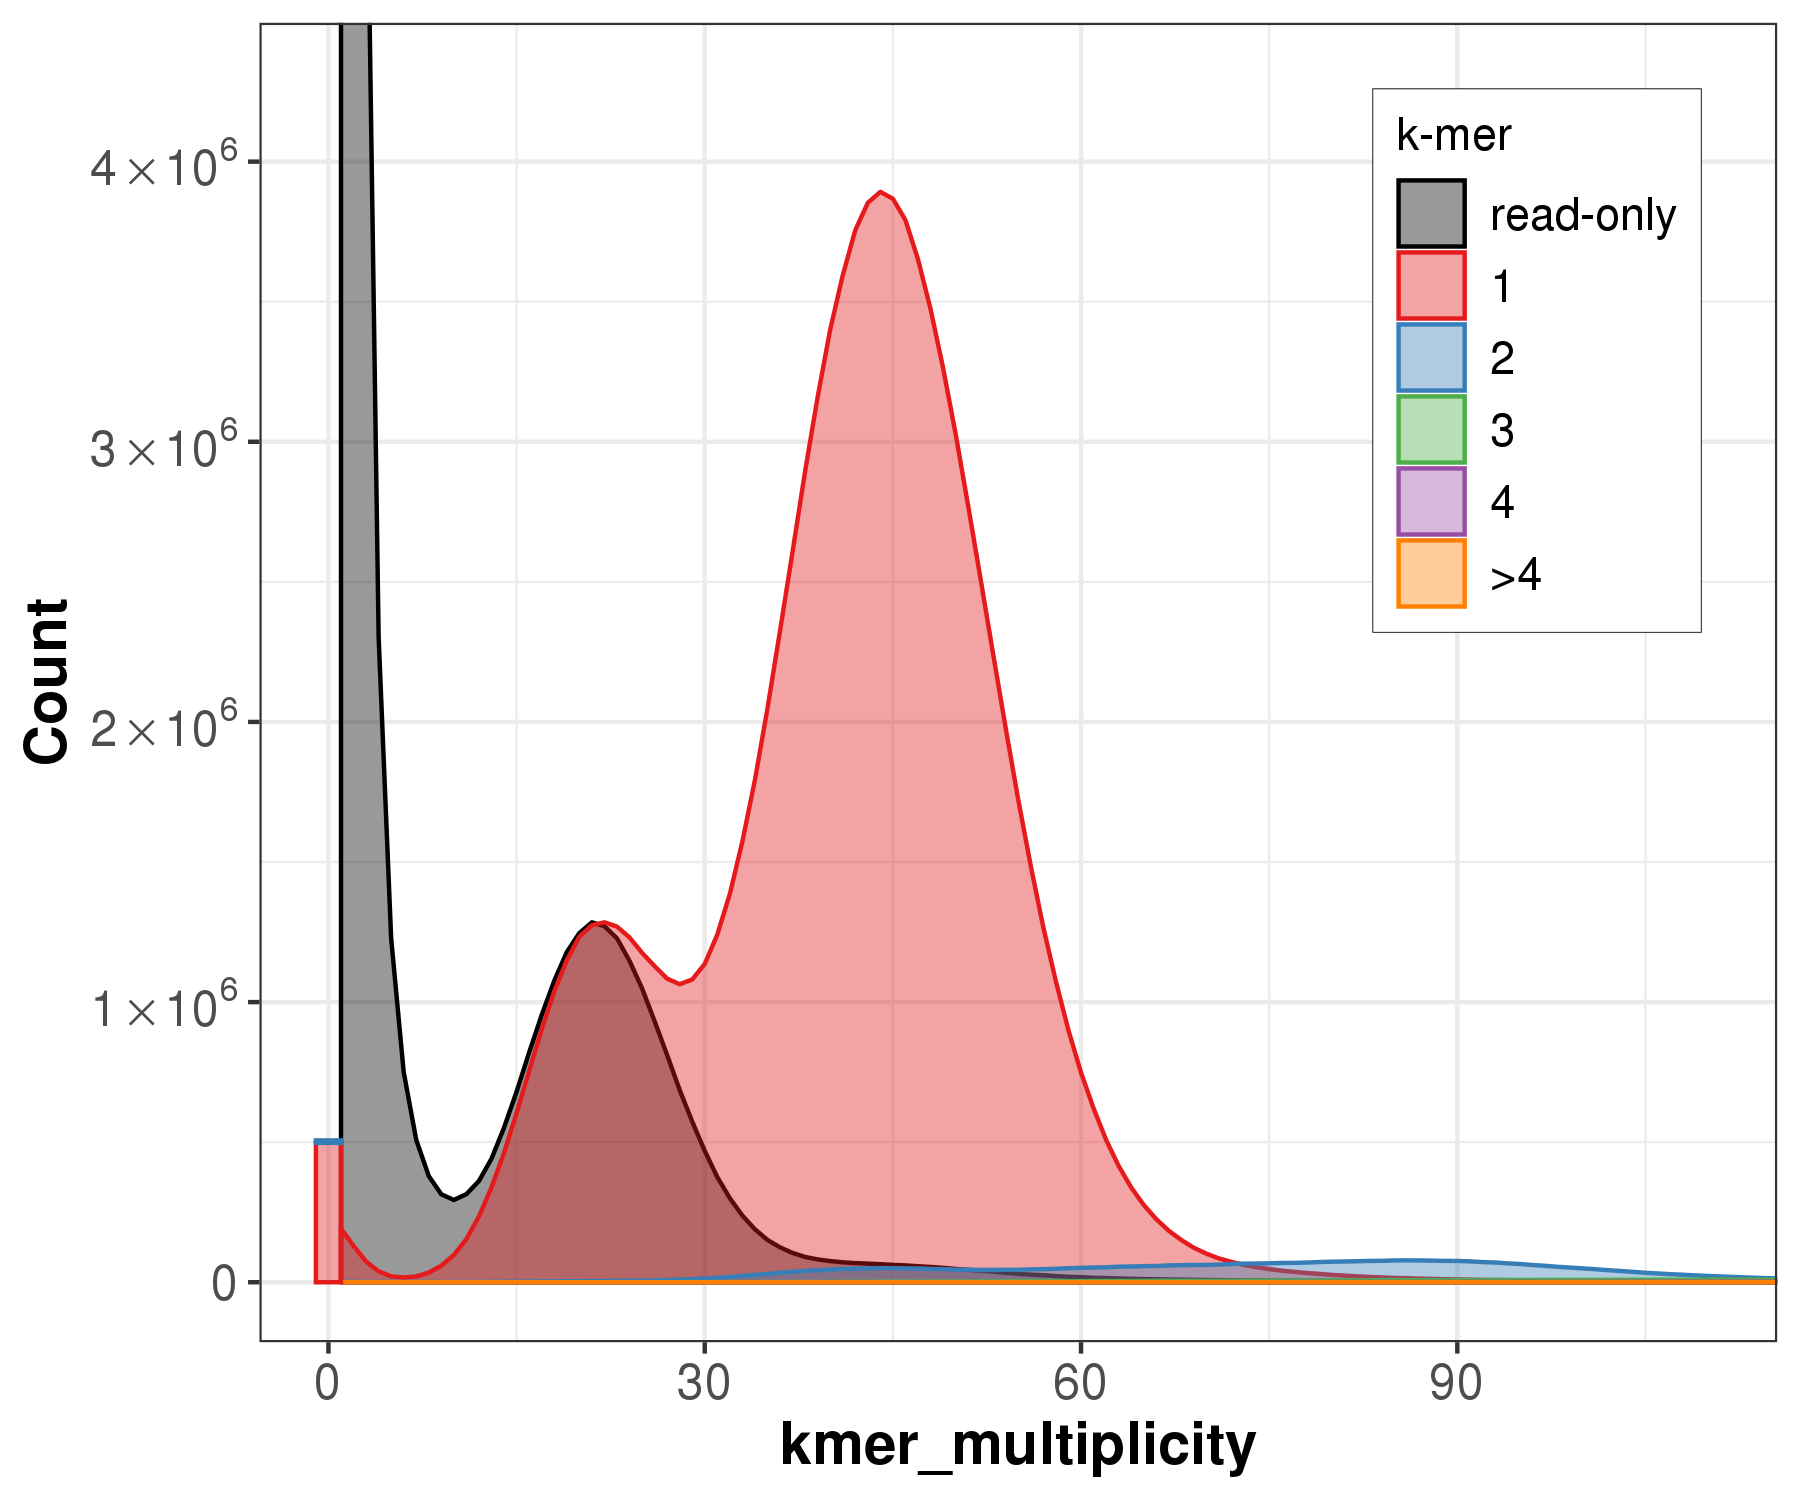 4×10⁶
3×10⁶
2×10⁶
1×10⁶
0
Count
k-mer
read-only
1
2
3
4
>4
0 30 60 90
kmer_multiplicity